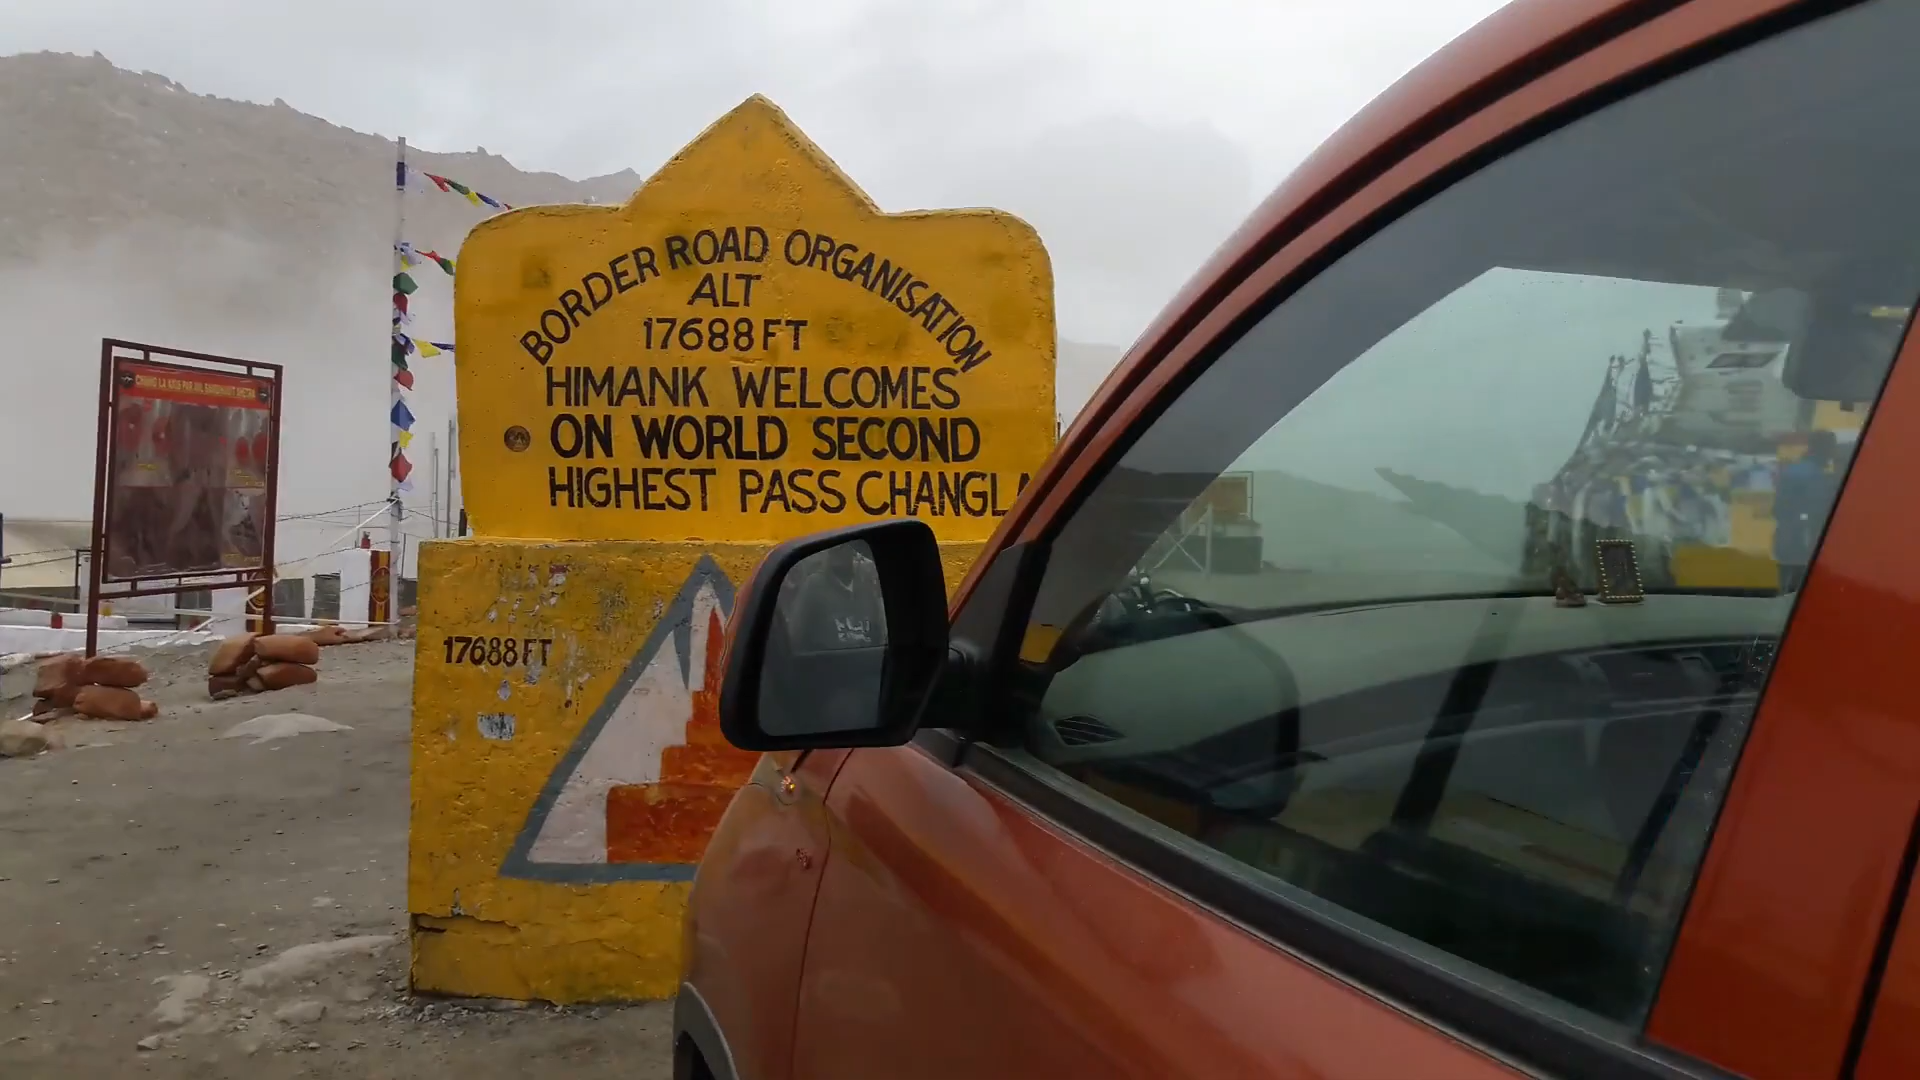 BORDER ROAD ORGANISATION
ALT
17688 FT
HIMANK WELCOMES
ON WORLD SECOND
HIGHEST PASS CHANGLA
17688 FT